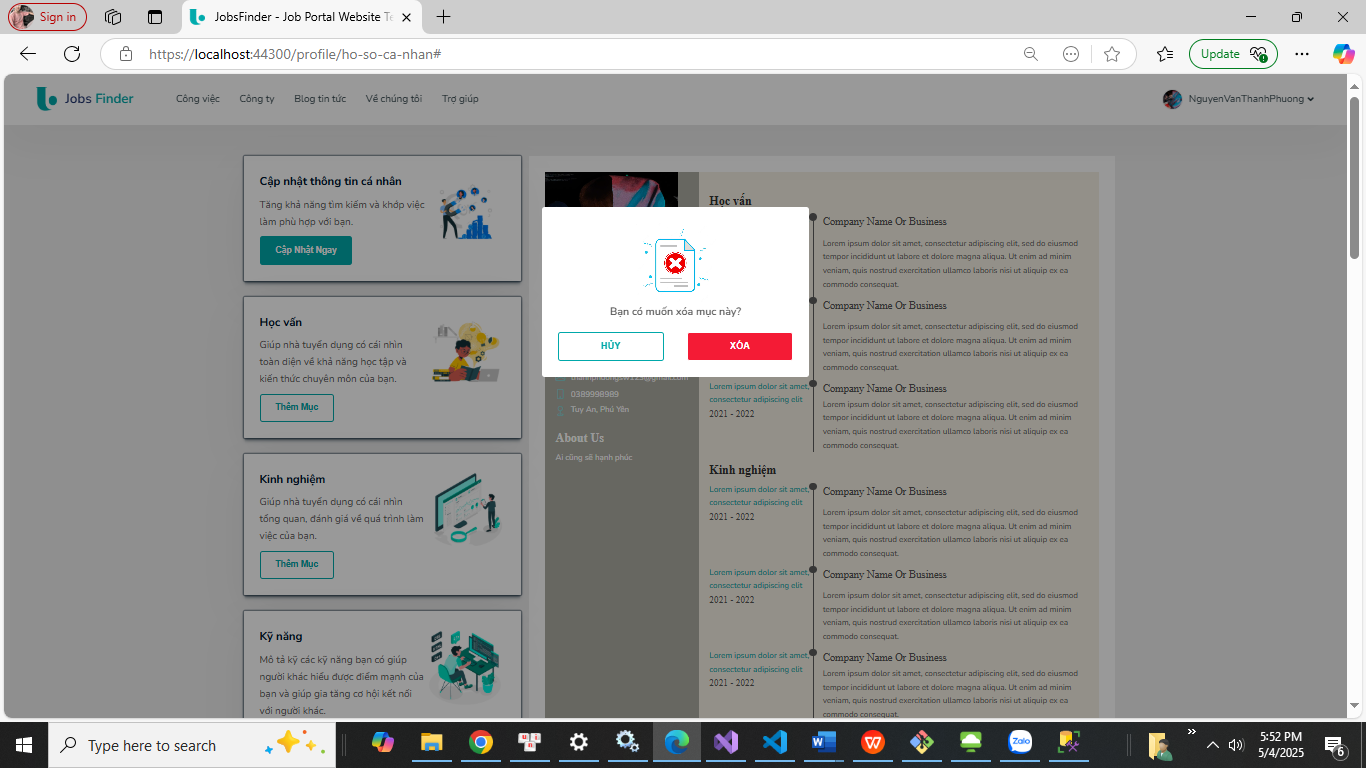 Sign in
JobsFinder - Job Portal Website Te
https://localhost:44300/profile/ho-so-ca-nhan#
Update
Jobs Finder
Công việc
Công ty
Blog tin tức
Về chúng tôi
Trợ giúp
NguyenVanThanhPhuong
Cập nhật thông tin cá nhân
Tăng khả năng tìm kiếm và khớp việc
làm phù hợp với bạn.
Cập Nhật Ngay
Học vấn
Giúp nhà tuyển dụng có cái nhìn
toàn diện về khả năng học tập và
kiến thức chuyên môn của bạn.
Thêm Mục
Kinh nghiệm
Giúp nhà tuyển dụng có cái nhìn
tổng quan, đánh giá về quá trình làm
việc của bạn.
Thêm Mục
Kỹ năng
Mô tả kỹ các kỹ năng bạn có giúp
người khác hiểu được điểm mạnh của
bạn và giúp gia tăng cơ hội kết nối
với người khác.
Bạn có muốn xóa mục này?
HỦY
XÓA
0389998989
Tuy An, Phú Yên
About Us
Ai cũng sẽ hạnh phúc
Học vấn
Company Name Or Business
Lorem ipsum dolor sit amet, consectetur adipiscing elit, sed do eiusmod
tempor incididunt ut labore et dolore magna aliqua. Ut enim ad minim
veniam, quis nostrud exercitation ullamco laboris nisi ut aliquip ex ea
commodo consequat.
Company Name Or Business
Lorem ipsum dolor sit amet, consectetur adipiscing elit, sed do eiusmod
tempor incididunt ut labore et dolore magna aliqua. Ut enim ad minim
veniam, quis nostrud exercitation ullamco laboris nisi ut aliquip ex ea
commodo consequat.
Lorem ipsum dolor sit amet,
consectetur adipiscing elit
2021 - 2022
Company Name Or Business
Lorem ipsum dolor sit amet, consectetur adipiscing elit, sed do eiusmod
tempor incididunt ut labore et dolore magna aliqua. Ut enim ad minim
veniam, quis nostrud exercitation ullamco laboris nisi ut aliquip ex ea
commodo consequat.
Kinh nghiệm
Lorem ipsum dolor sit amet,
consectetur adipiscing elit
2021 - 2022
Company Name Or Business
Lorem ipsum dolor sit amet, consectetur adipiscing elit, sed do eiusmod
tempor incididunt ut labore et dolore magna aliqua. Ut enim ad minim
veniam, quis nostrud exercitation ullamco laboris nisi ut aliquip ex ea
commodo consequat.
Lorem ipsum dolor sit amet,
consectetur adipiscing elit
2021 - 2022
Company Name Or Business
Lorem ipsum dolor sit amet, consectetur adipiscing elit, sed do eiusmod
tempor incididunt ut labore et dolore magna aliqua. Ut enim ad minim
veniam, quis nostrud exercitation ullamco laboris nisi ut aliquip ex ea
commodo consequat.
Lorem ipsum dolor sit amet,
consectetur adipiscing elit
2021 - 2022
Company Name Or Business
Lorem ipsum dolor sit amet, consectetur adipiscing elit, sed do eiusmod
tempor incididunt ut labore et dolore magna aliqua. Ut enim ad minim
veniam, quis nostrud exercitation ullamco laboris nisi ut aliquip ex ea
commodo consequat.
Type here to search
Zalo
5:52 PM
5/4/2025
6